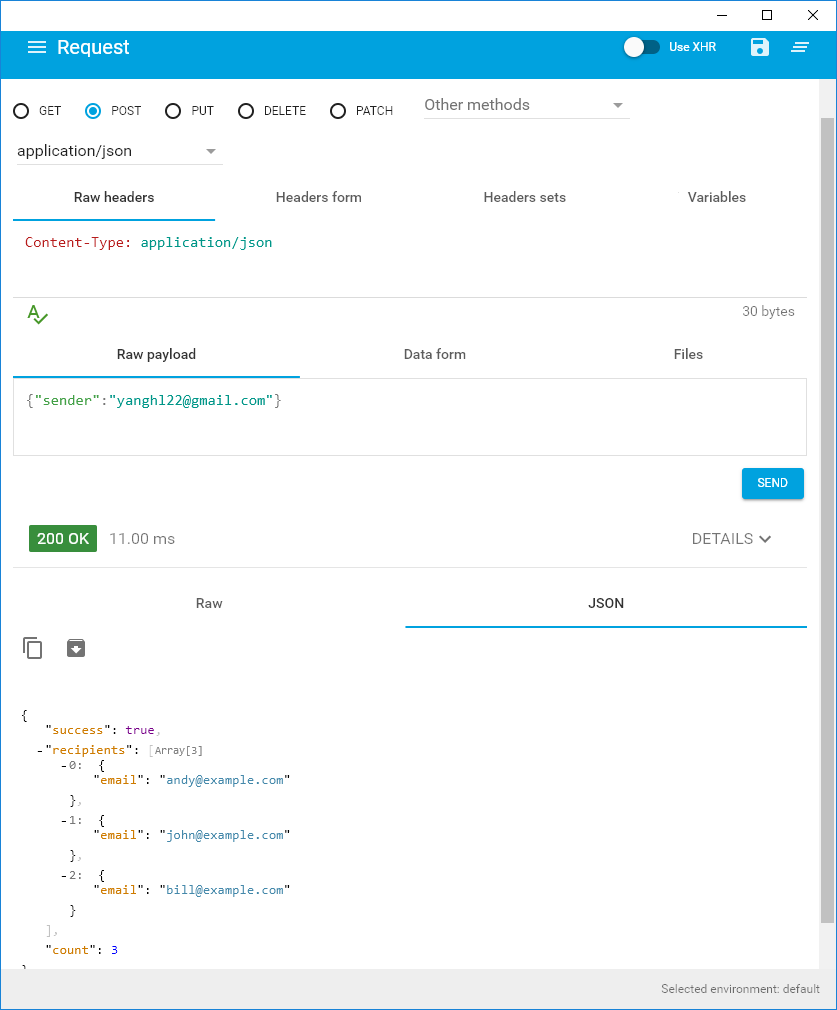 Request Use XHR
GET POST PUT DELETE PATCH Other methods
application/json
Raw headers Headers form Headers sets Variables
Content-Type: application/json
30 bytes
Raw payload Data form Files
{"sender":"yanghl22@gmail.com"}
SEND
200 OK 11.00 ms DETAILS
Raw JSON
{
"success": true,
-"recipients": [Array[3]
-0: {
"email": "andy@example.com"
},
-1: {
"email": "john@example.com"
},
-2: {
"email": "bill@example.com"
}
],
"count": 3
Selected environment: default